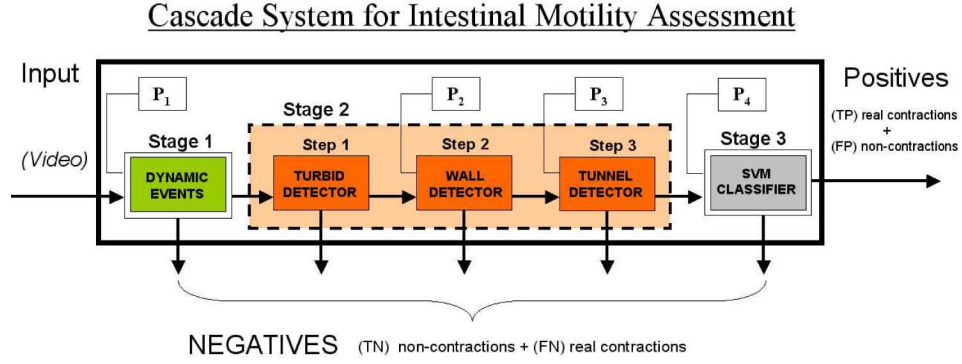 Cascade System for Intestinal Motility Assessment
Input
Positives
P1
P2
P3
P4
Stage 2
(TP) real contractions
+
(FP) non-contractions
Stage 1
Step 1
Step 2
Step 3
Stage 3
(Video)
DYNAMIC
EVENTS
TURBID
DETECTOR
WALL
DETECTOR
TUNNEL
DETECTOR
SVM
CLASSIFIER
NEGATIVES (TN) non-contractions + (FN) real contractions